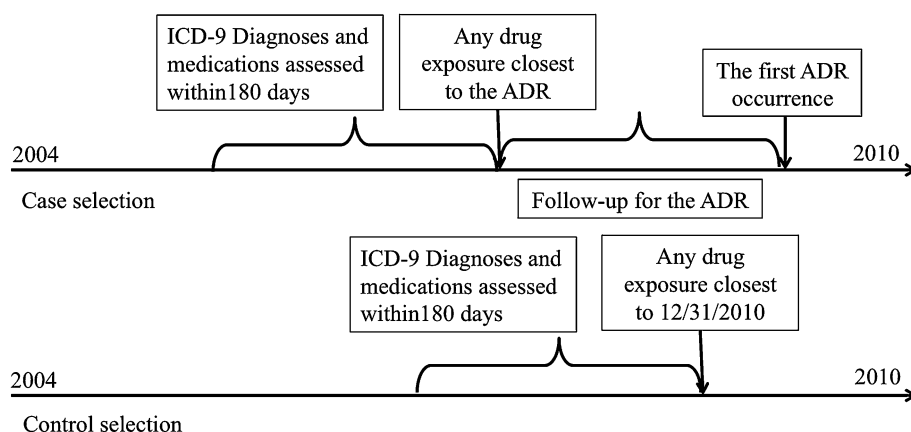 ICD-9 Diagnoses and
medications assessed
within180 days
Any drug
exposure closest
to the ADR
The first ADR
occurrence
2004
2010
Case selection
Follow-up for the ADR
ICD-9 Diagnoses and
medications assessed
within180 days
Any drug
exposure closest
to 12/31/2010
2004
2010
Control selection